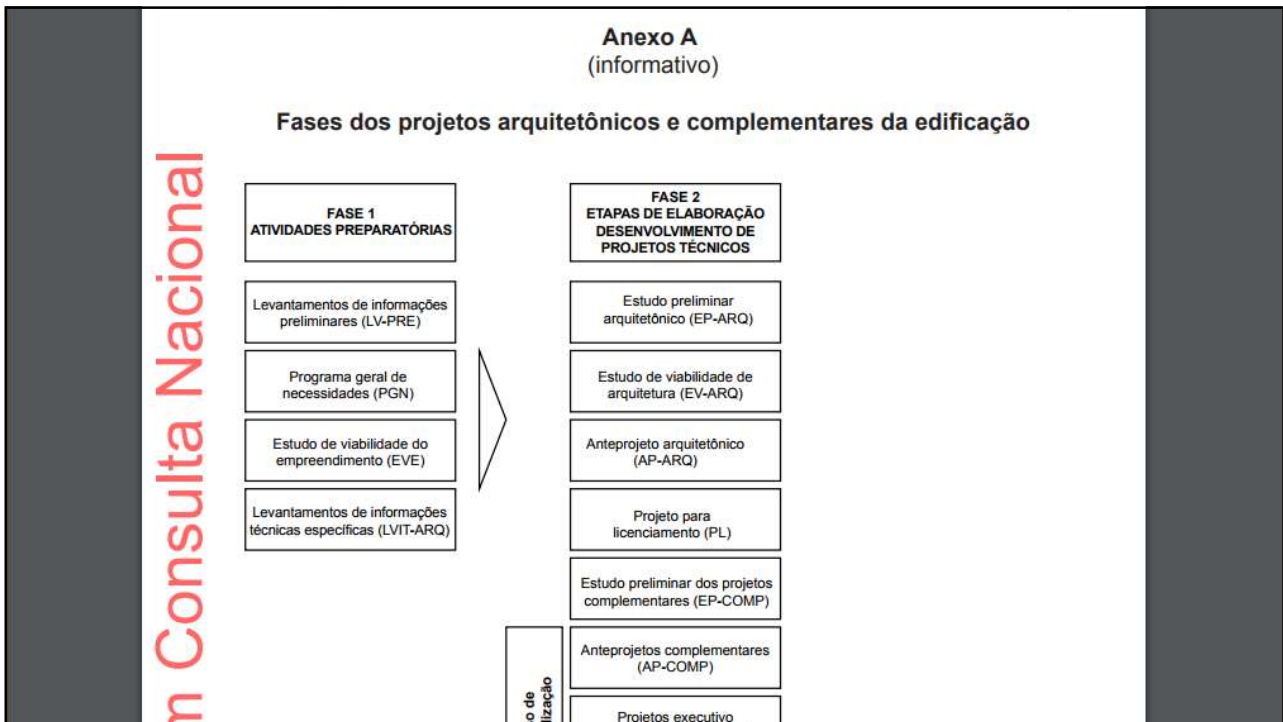 Anexo A
(informativo)
Fases dos projetos arquitetônicos e complementares da edificação
FASE 1
ATIVIDADES PREPARATÓRIAS
Levantamentos de informações
preliminares (LV-PRE)
Programa geral de
necessidades (PGN)
Estudo de viabilidade do
empreendimento (EVE)
Levantamentos de informações
técnicas específicas (LVIT-ARQ)
FASE 2
ETAPAS DE ELABORAÇÃO
DESENVOLVIMENTO DE
PROJETOS TÉCNICOS
Estudo preliminar
arquitetônico (EP-ARQ)
Estudo de viabilidade de
arquitetura (EV-ARQ)
Anteprojeto arquitetônico
(AP-ARQ)
Projeto para
licenciamento (PL)
Estudo preliminar dos projetos
complementares (EP-COMP)
Anteprojetos complementares
(AP-COMP)
Projetos executivo
Consulta Nacional